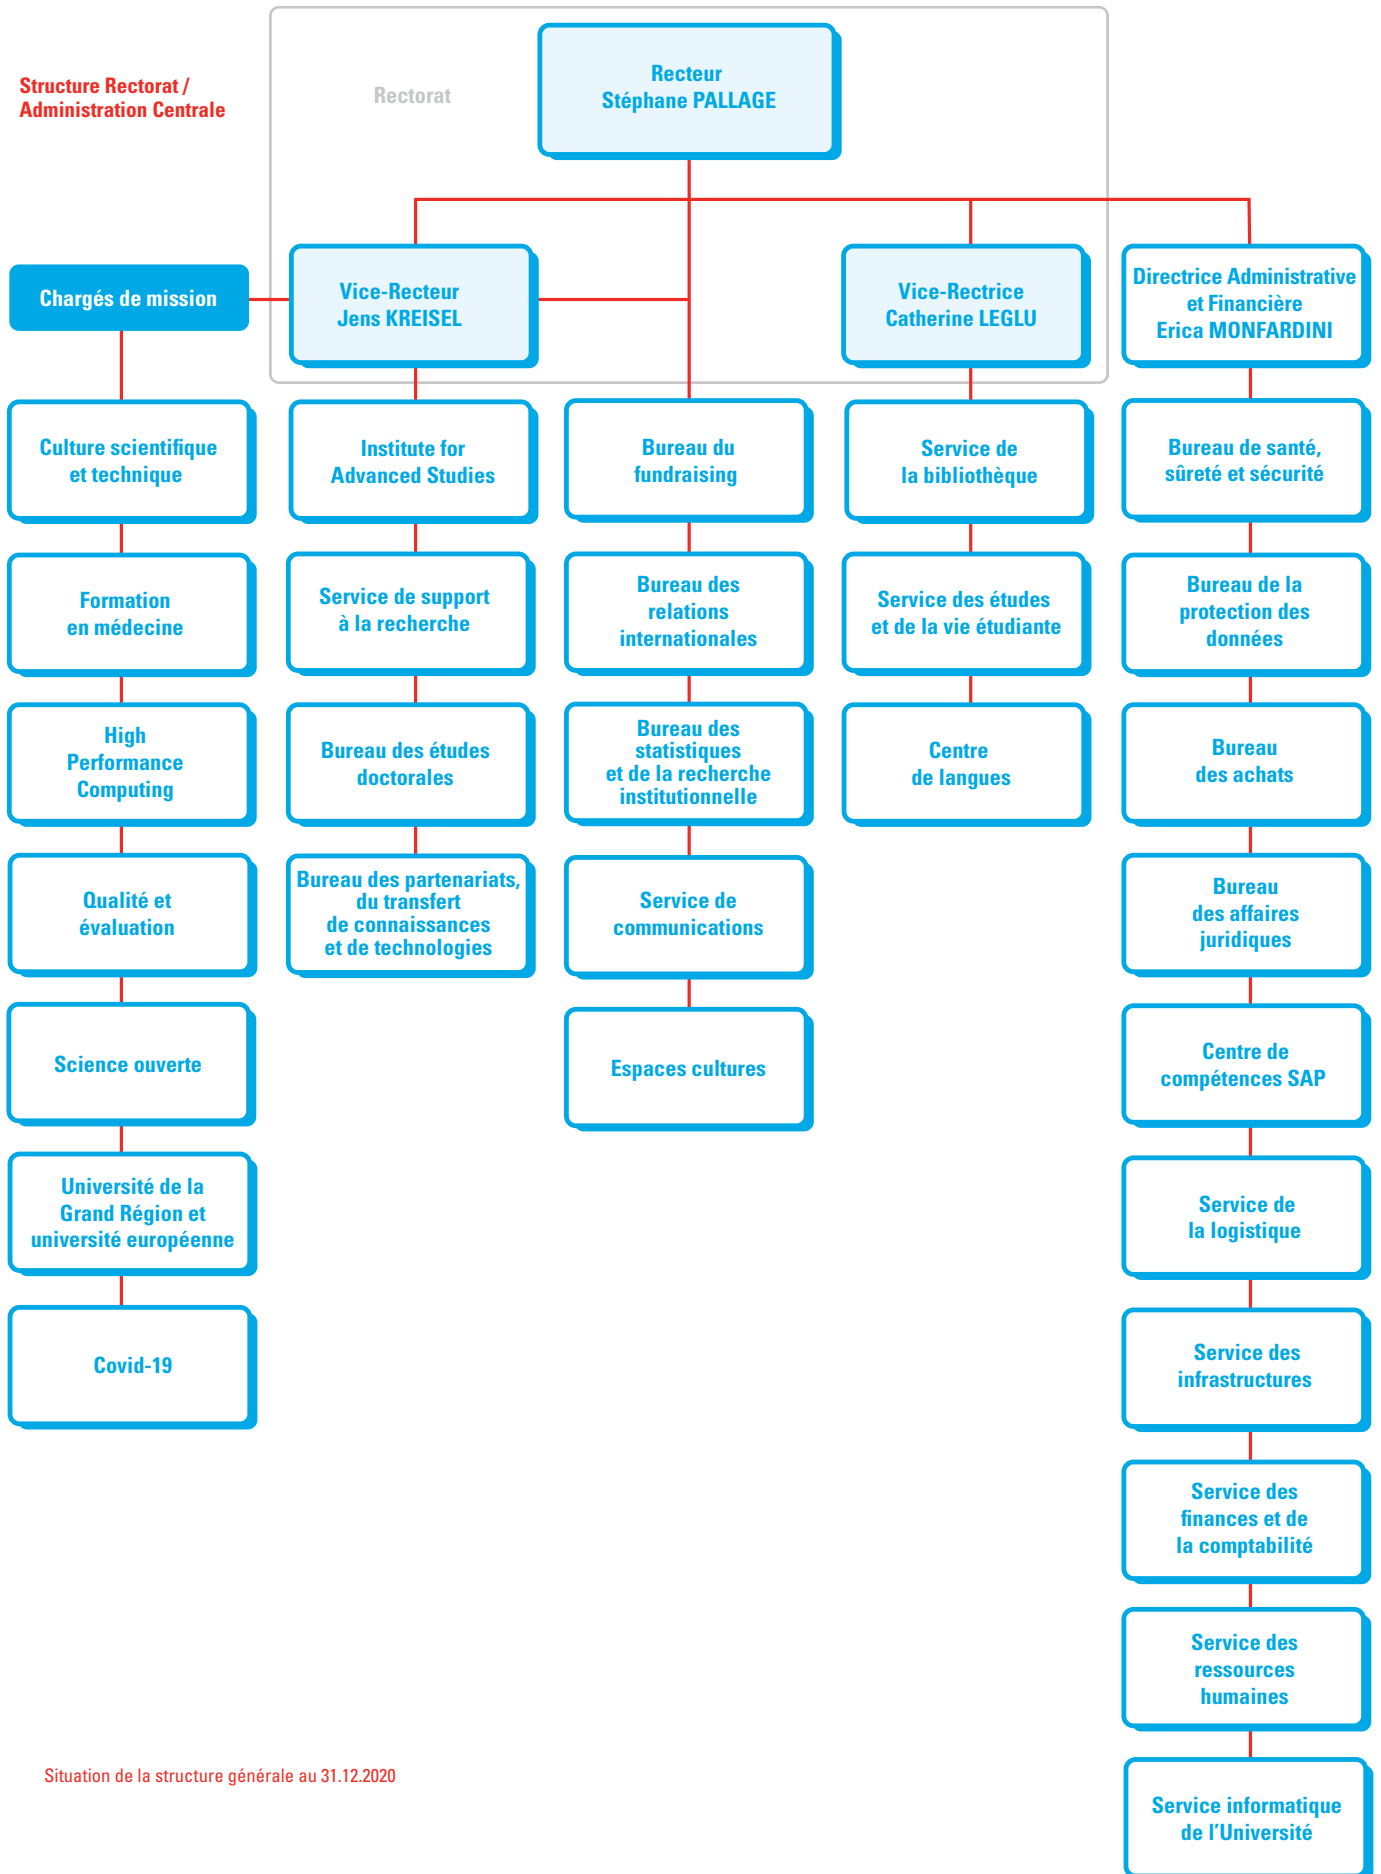 Structure Rectorat /
Administration Centrale
Rectorat
Recteur
Stéphane PALLAGE
Chargés de mission
Vice-Recteur
Jens KREISEL
Vice-Rectrice
Catherine LEGLU
Directrice Administrative
et Financière
Erica MONFARDINI
Culture scientifique
et technique
Formation
en médecine
High
Performance
Computing
Qualité et
évaluation
Science ouverte
Université de la
Grand Région et
université européenne
Covid-19
Institute for
Advanced Studies
Service de support
à la recherche
Bureau des études
doctorales
Bureau des partenariats,
du transfert
de connaissances
et de technologies
Bureau du
fundraising
Bureau des
relations
internationales
Bureau des
statistiques
et de la recherche
institutionnelle
Service de
communications
Espaces cultures
Service de
la bibliothèque
Service des études
et de la vie étudiante
Centre
de langues
Bureau de santé,
sûreté et sécurité
Bureau de la
protection des
données
Bureau
des achats
Bureau
des affaires
juridiques
Centre de
compétences SAP
Service de
la logistique
Service des
infrastructures
Service des
finances et de
la comptabilité
Service des
ressources
humaines
Service informatique
de l'Université
Situation de la structure générale au 31.12.2020